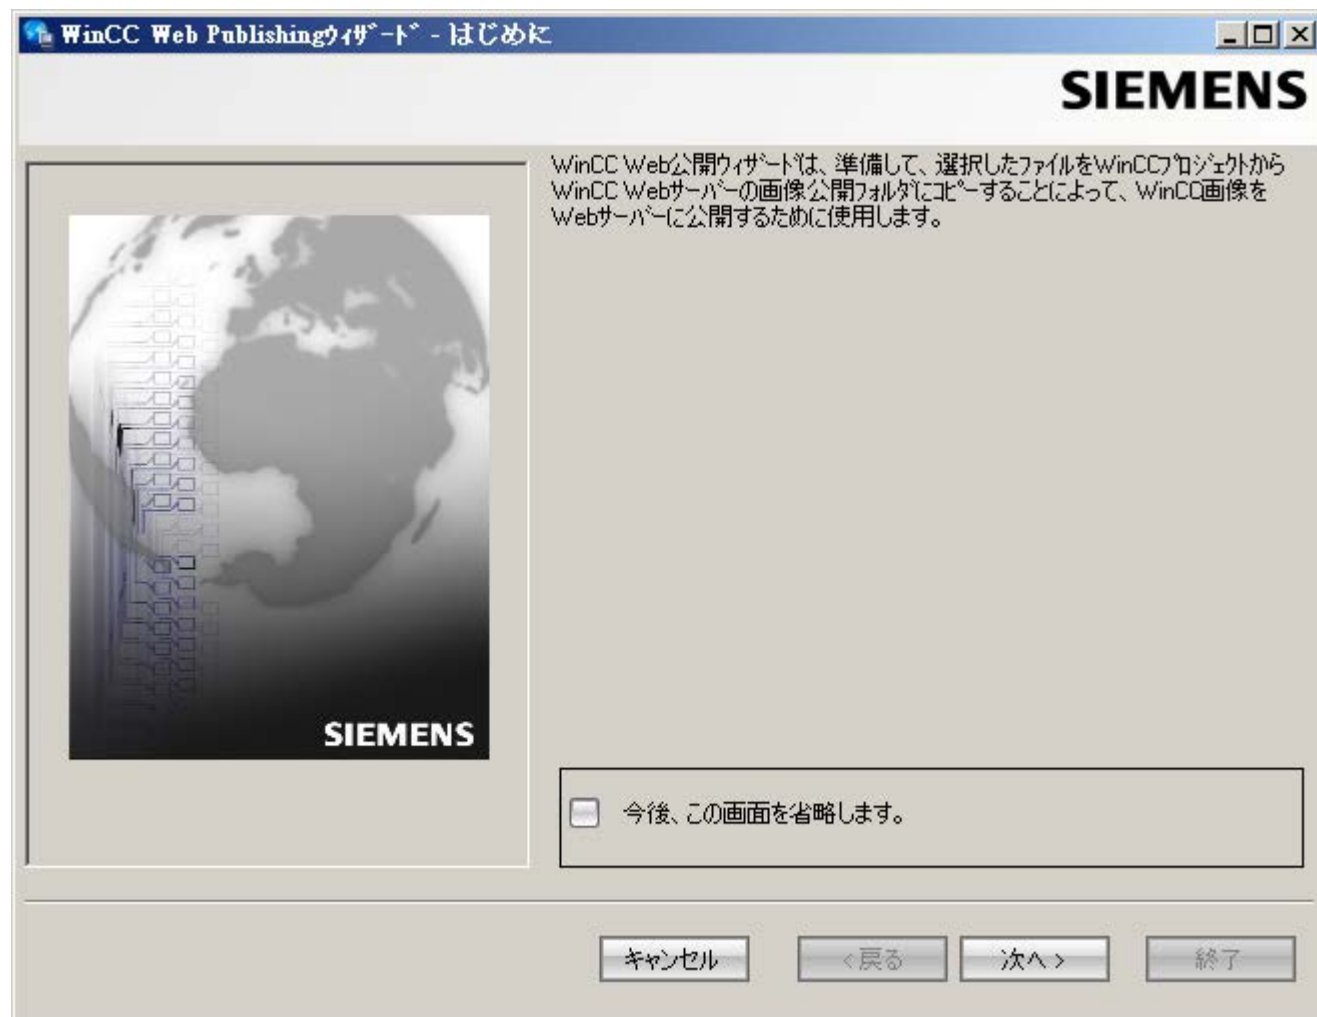 WinCC Web Publishingｳｨｻﾞｰﾄﾞ - はじめに
SIEMENS
WinCC Web公開ｳｨｻﾞｰﾄﾞは、準備して、選択したﾌｧｲﾙをWinCCﾌﾟﾛｼﾞｪｸﾄから
WinCC Webｻｰﾊﾞｰの画像公開ﾌｫﾙﾀﾞにｺﾋﾟｰすることによって、WinCC画像を
Webｻｰﾊﾞｰに公開するために使用します。
SIEMENS
今後、この画面を省略します。
ｷｬﾝｾﾙ
<戻る
次へ>
終了